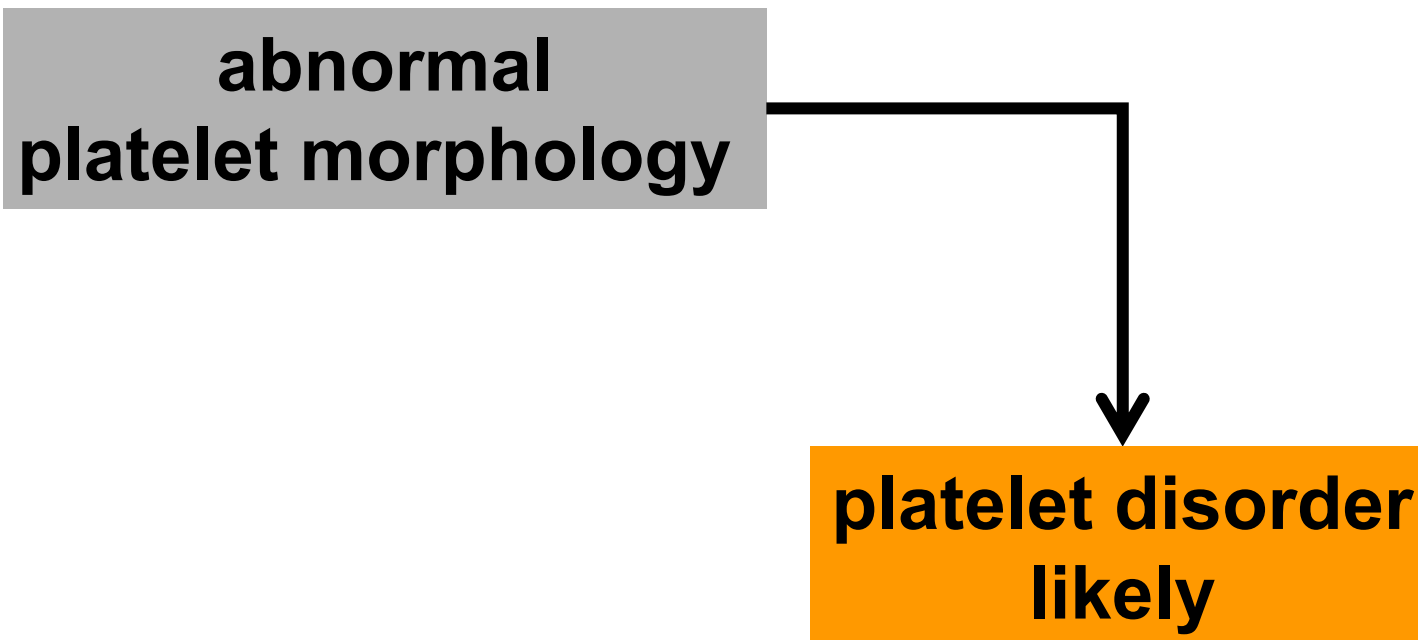 abnormal
platelet morphology
platelet disorder
likely